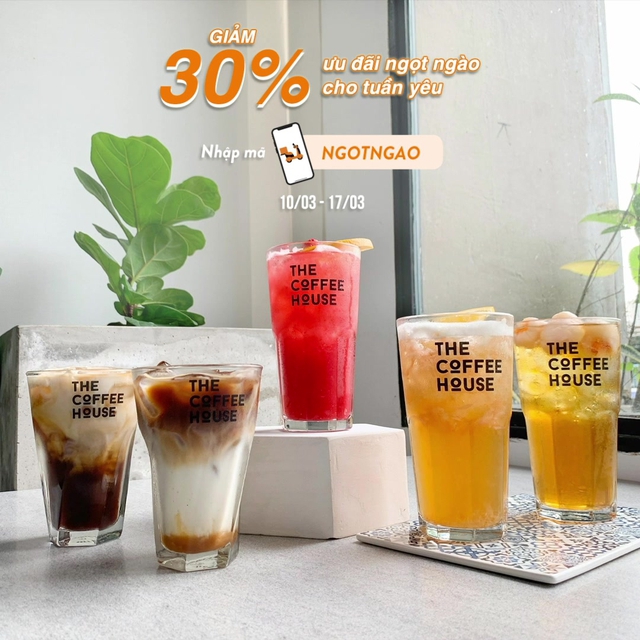 GIẢM
30%
ưu đãi ngọt ngào
cho tuần yêu
Nhập mã
NGOTNGAO
10/03 - 17/03
THE
COFFEE
HOUSE
THE
COFFEE
HOUSE
THE
COFFEE
HOUSE
THE
COFFEE
HOUSE
THE
COFFEE
HOUSE